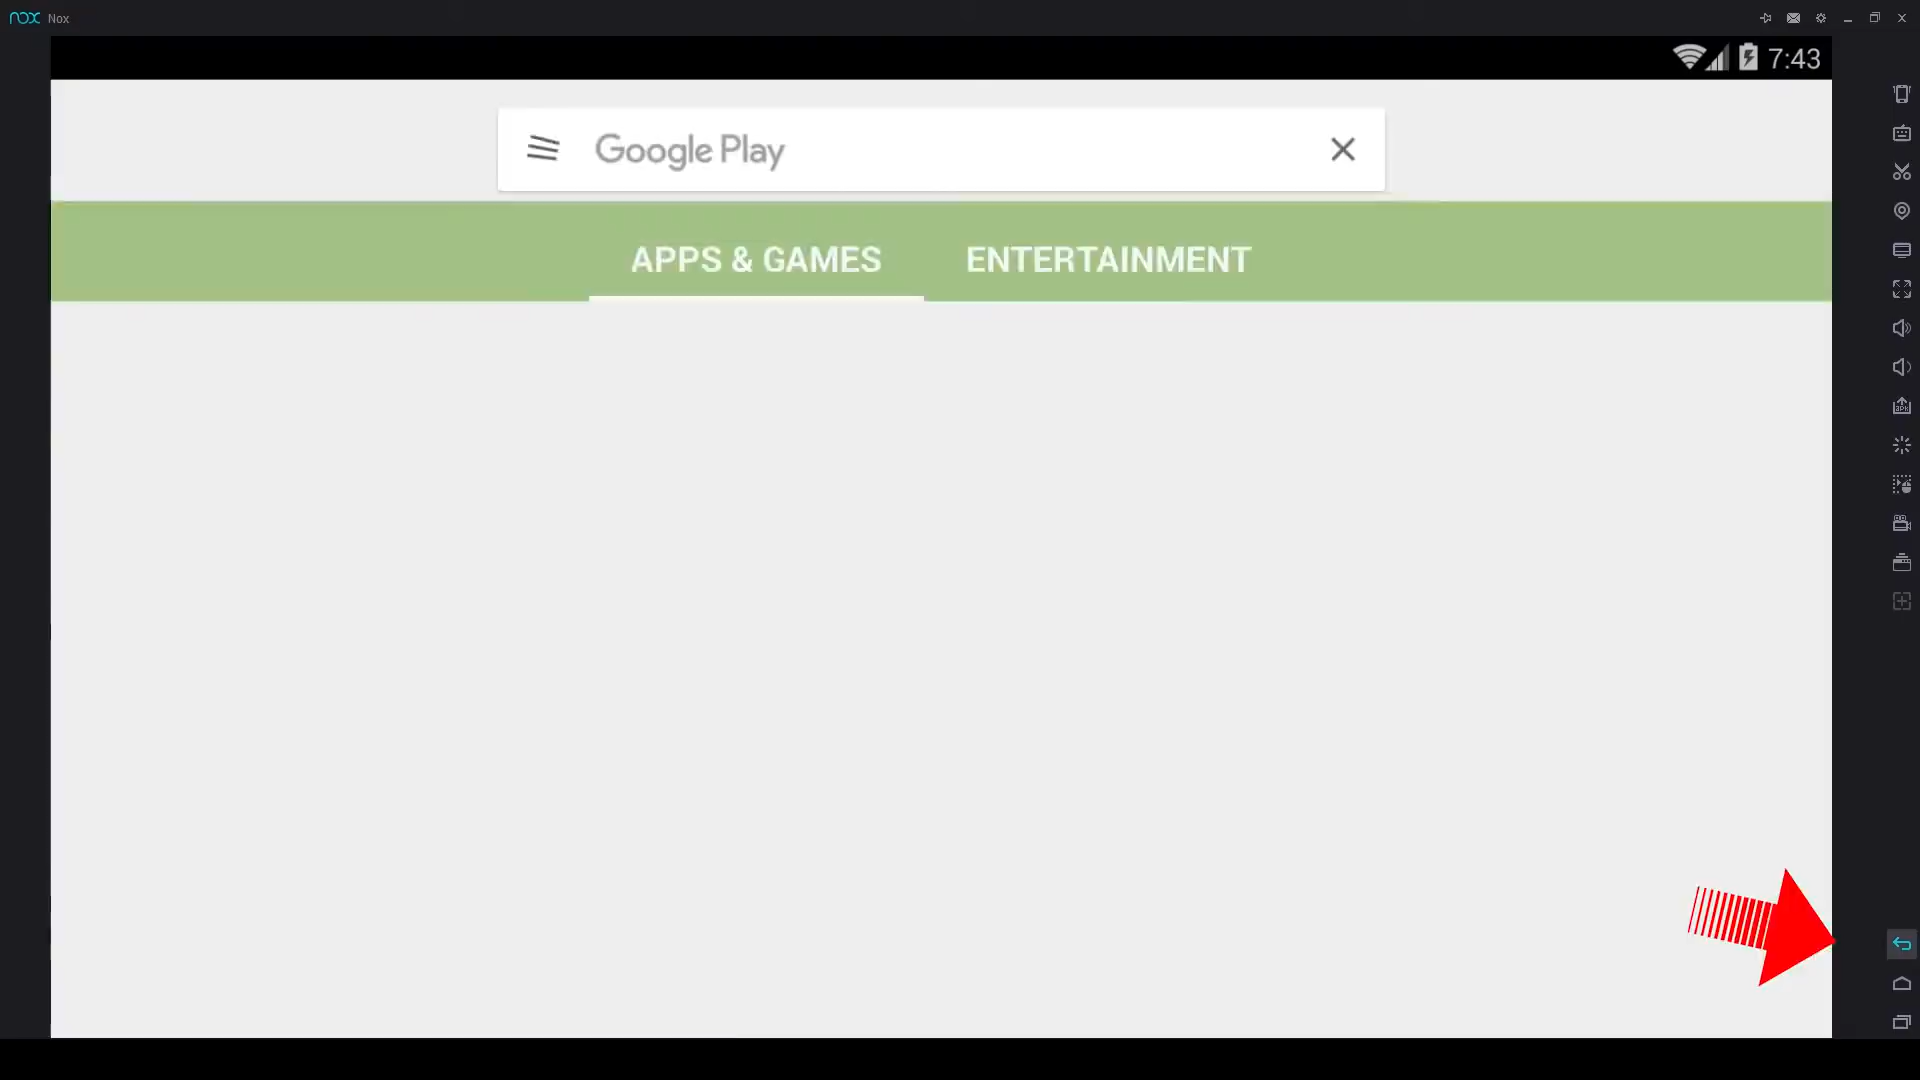 nox Nox
7:43
Google Play
APPS & GAMES
ENTERTAINMENT